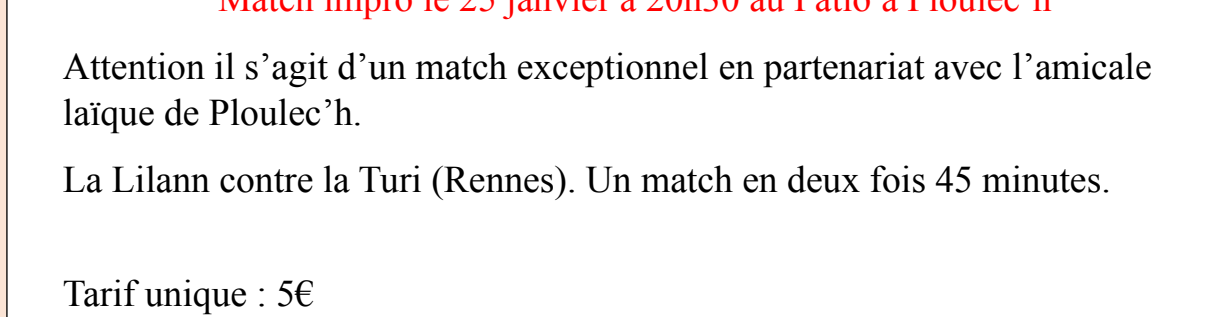 Match impro le 25 janvier à 20h30 au Patio à Ploulec’h
Attention il s’agit d’un match exceptionnel en partenariat avec l’amicale
laïque de Ploulec’h.
La Lilann contre la Turi (Rennes). Un match en deux fois 45 minutes.
Tarif unique : 5€